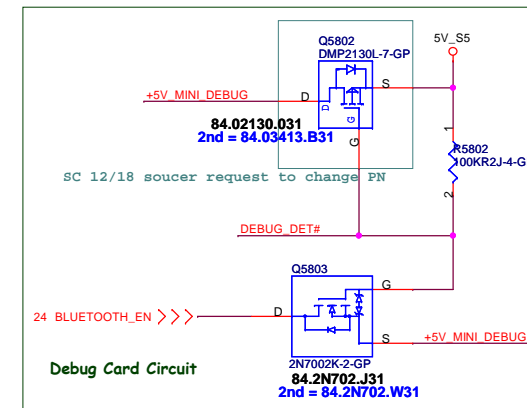 Q5802
DMP2130L-7-GP
5V_S5
+5V_MINI_DEBUG
D
S
D
G
84.02130.031
2nd = 84.03413.B31
G
1
R5802
100KR2J-4-G
2
SC 12/18 soucer request to change PN
DEBUG_DET#
Q5803
G
24 BLUETOOTH_EN
D
S
+5V_MINI_DEBUG
2N7002K-2-GP
84.2N702.J31
2nd = 84.2N702.W31
Debug Card Circuit